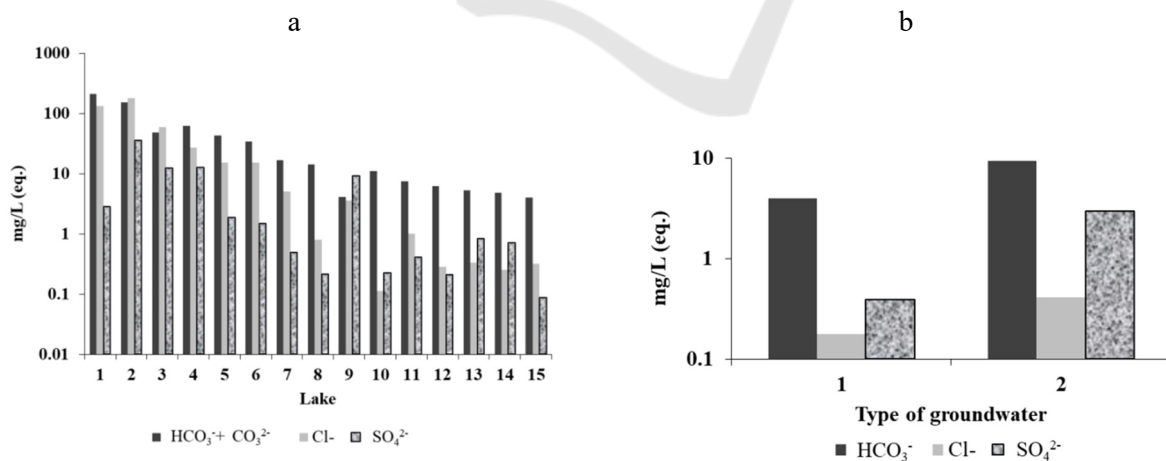 a
mg/L (eq.)
1000
100
10
1
0.1
0.01
1 2 3 4 5 6 7 8 9 10 11 12 13 14 15
Lake
HCO₃⁻+ CO₃²⁻ Cl- SO₄²⁻
b
mg/L (eq.)
10
1
0.1
1 2
Type of groundwater
HCO₃⁻ Cl- SO₄²⁻